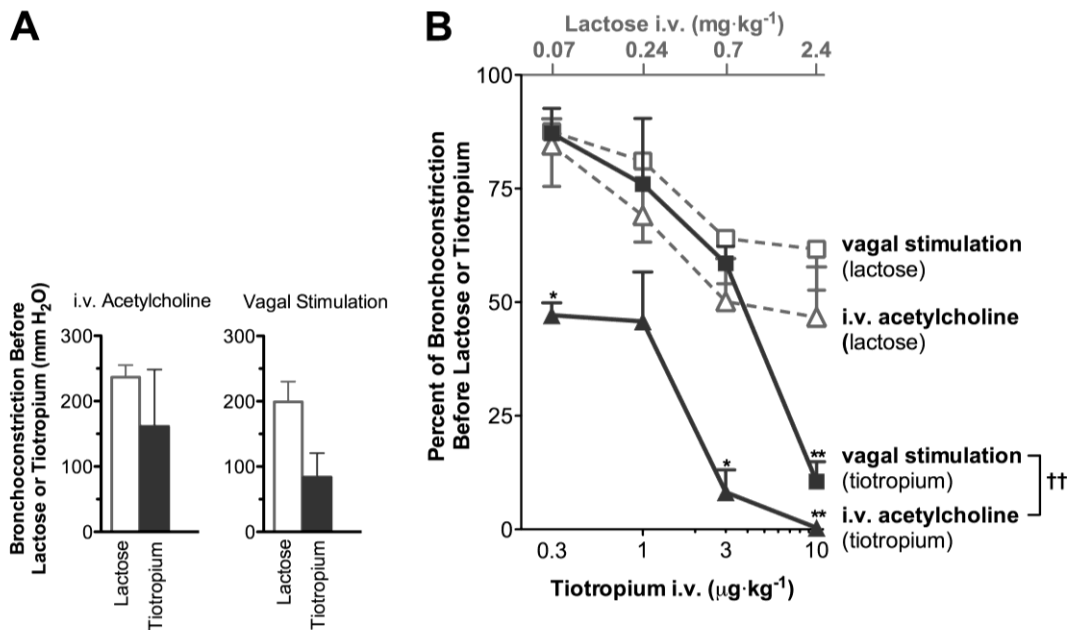 A
i.v. Acetylcholine
Vagal Stimulation
Bronchoconstriction Before
Lactose or Tiotropium (mm H₂O)
300
200
100
0
300
200
100
0
Lactose
Tiotropium
Lactose
Tiotropium
B
Lactose i.v. (mg·kg⁻¹)
0.07 0.24 0.7 2.4
Percent of Bronchoconstriction
Before Lactose or Tiotropium
100
75
50
25
0
*
*
**
**
vagal stimulation
(lactose)
i.v. acetylcholine
(lactose)
vagal stimulation
(tiotropium)
i.v. acetylcholine
(tiotropium)
††
0.3 1 3 10
Tiotropium i.v. (μg·kg⁻¹)